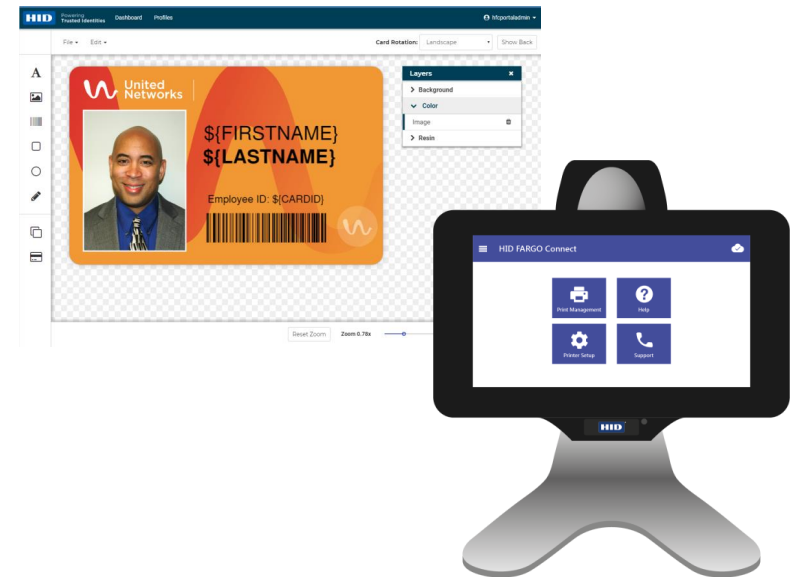 HID
Powering
Trusted Identities
Dashboard
Profiles
hfcportaladmin
File
Edit
Card Rotation:
Landscape
Show Back
A
United
Networks
${FIRSTNAME}
${LASTNAME}
Employee ID: ${CARDID}
Layers
Background
Color
Image
Resin
Reset Zoom
Zoom 0.78x
HID FARGO Connect
Print Management
Help
Printer Setup
Support
HID